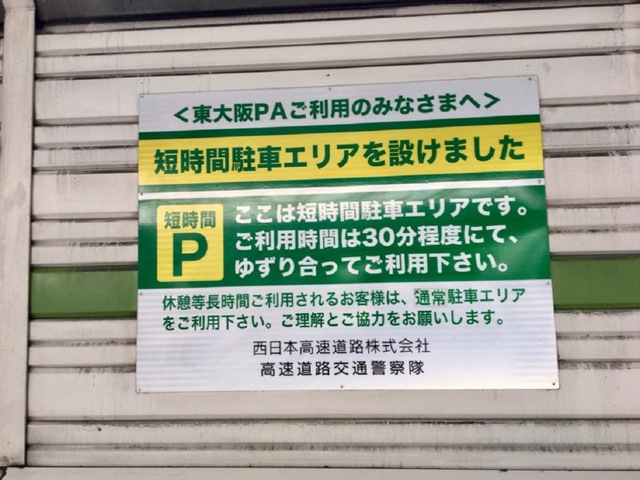 ＜東大阪PAご利用のみなさまへ＞
短時間駐車エリアを設けました
短時間
P
ここは短時間駐車エリアです。
ご利用時間は30分程度にて、
ゆずり合ってご利用下さい。
休憩等長時間ご利用されるお客様は、通常駐車エリア
をご利用下さい。ご理解とご協力をお願いします。
西日本高速道路株式会社
高速道路交通警察隊